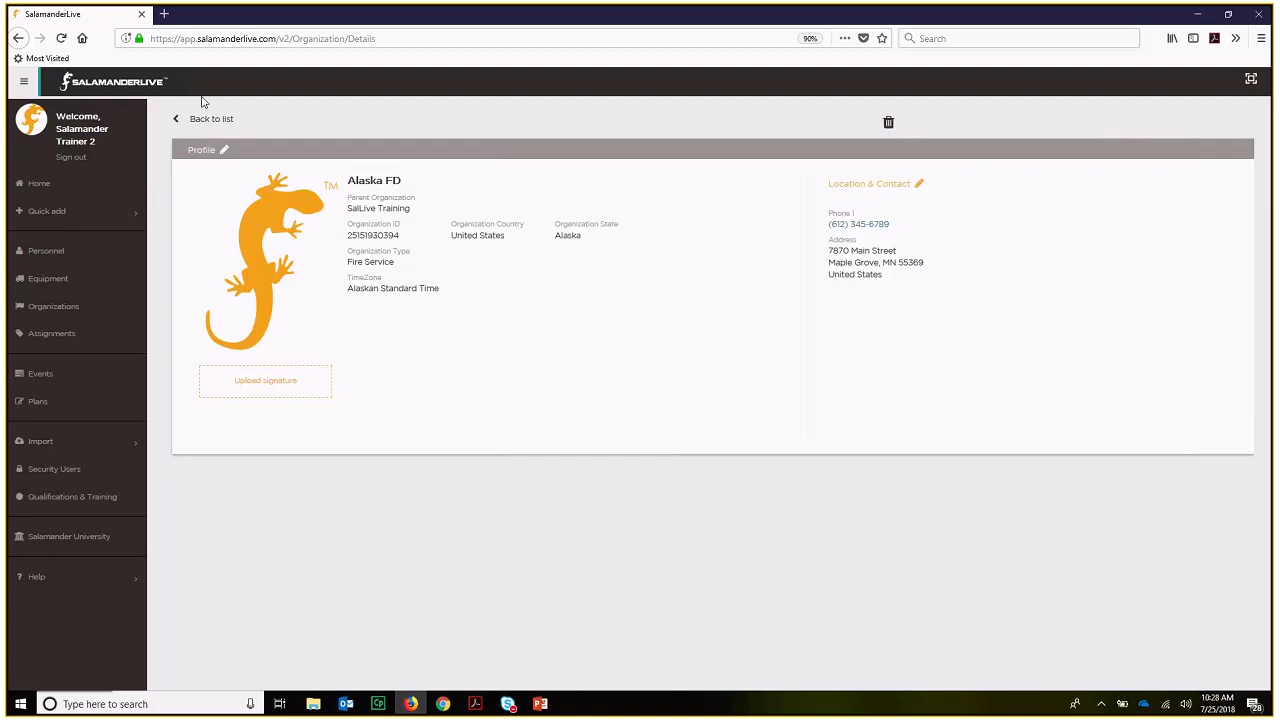 SalamanderLive
https://app.salamanderlive.com/v2/Organization/Details
90%
Search
Most Visited
SALAMANDERLIVE™
Welcome,
Salamander
Trainer 2
Sign out
Home
Quick add
Personnel
Equipment
Organizations
Assignments
Events
Plans
Import
Security Users
Qualifications & Training
Salamander University
? Help
Back to list
Profile
TM
Alaska FD
Parent Organization
SalLive Training
Organization ID
25151930394
Organization Country
United States
Organization State
Alaska
Organization Type
Fire Service
TimeZone
Alaskan Standard Time
Upload signature
Location & Contact
Phone 1
(612) 345-6789
Address
7870 Main Street
Maple Grove, MN 55369
United States
Type here to search
10:28 AM
7/25/2018
28